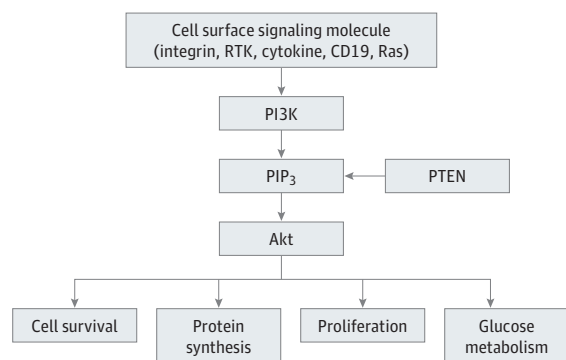 Cell surface signaling molecule
(integrin, RTK, cytokine, CD19, Ras)
PI3K
PIP₃
PTEN
Akt
Cell survival
Protein
synthesis
Proliferation
Glucose
metabolism